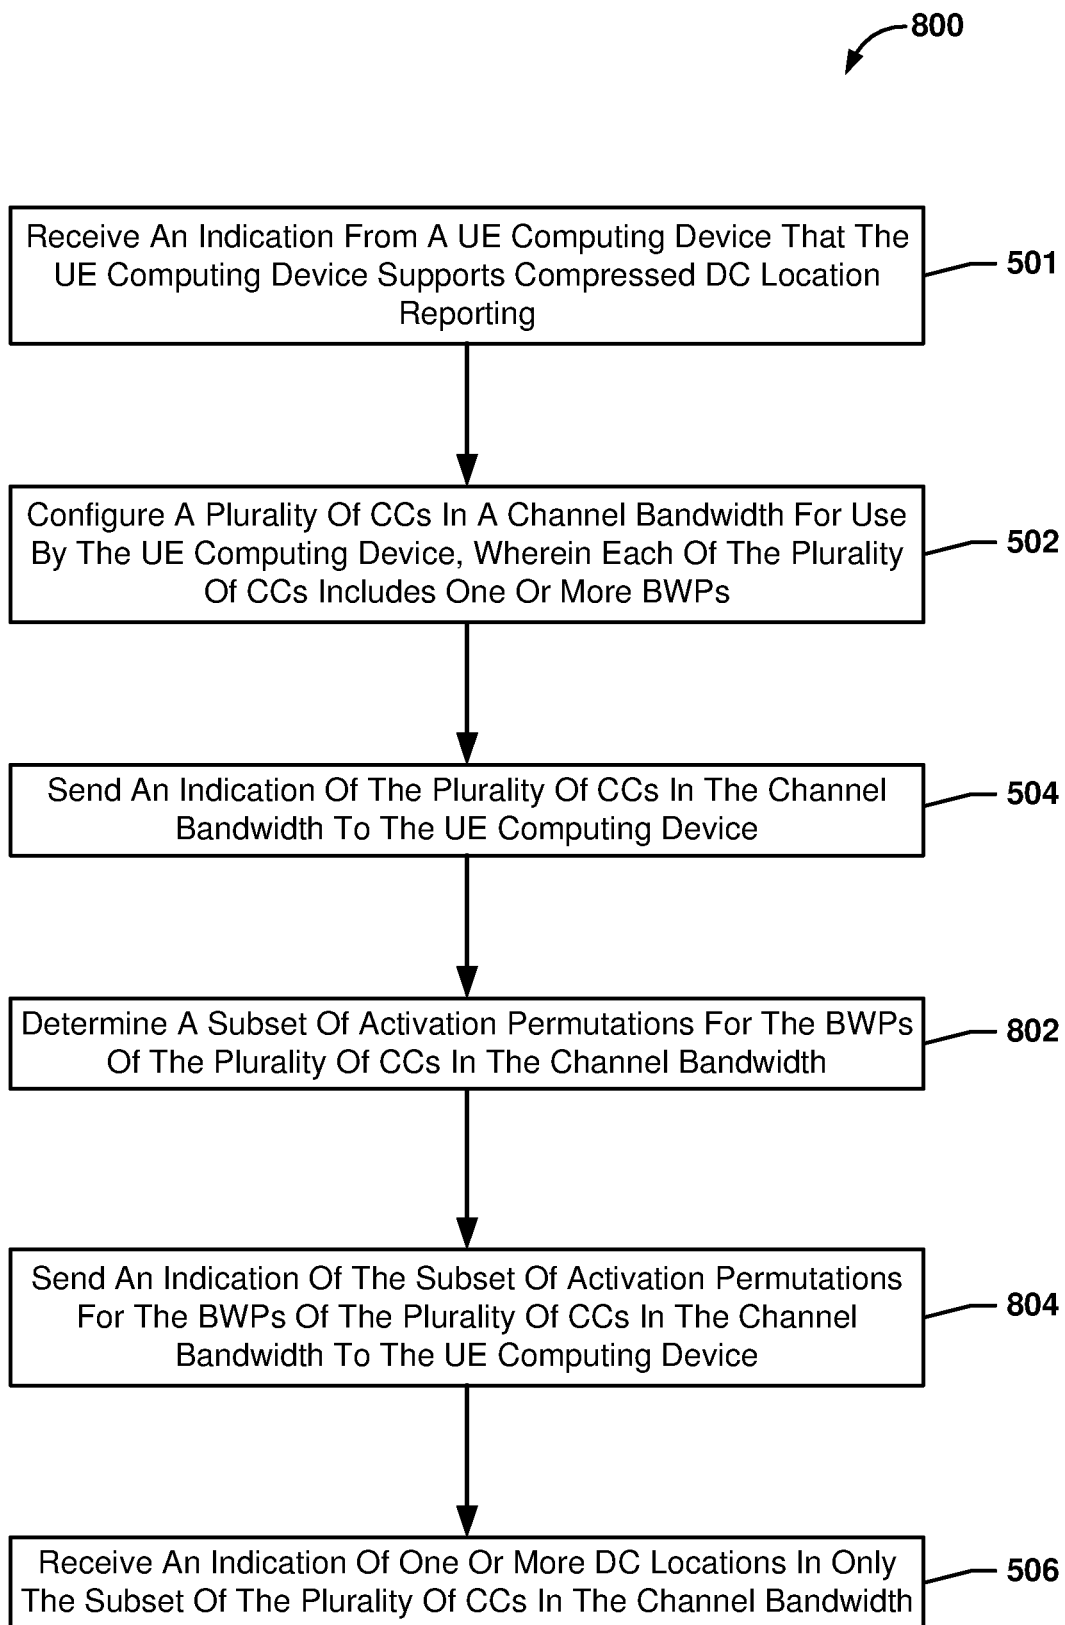 800
Receive An Indication From A UE Computing Device That The
UE Computing Device Supports Compressed DC Location
Reporting
501
Configure A Plurality Of CCs In A Channel Bandwidth For Use
By The UE Computing Device, Wherein Each Of The Plurality
Of CCs Includes One Or More BWPs
502
Send An Indication Of The Plurality Of CCs In The Channel
Bandwidth To The UE Computing Device
504
Determine A Subset Of Activation Permutations For The BWPs
Of The Plurality Of CCs In The Channel Bandwidth
802
Send An Indication Of The Subset Of Activation Permutations
For The BWPs Of The Plurality Of CCs In The Channel
Bandwidth To The UE Computing Device
804
Receive An Indication Of One Or More DC Locations In Only
The Subset Of The Plurality Of CCs In The Channel Bandwidth
506